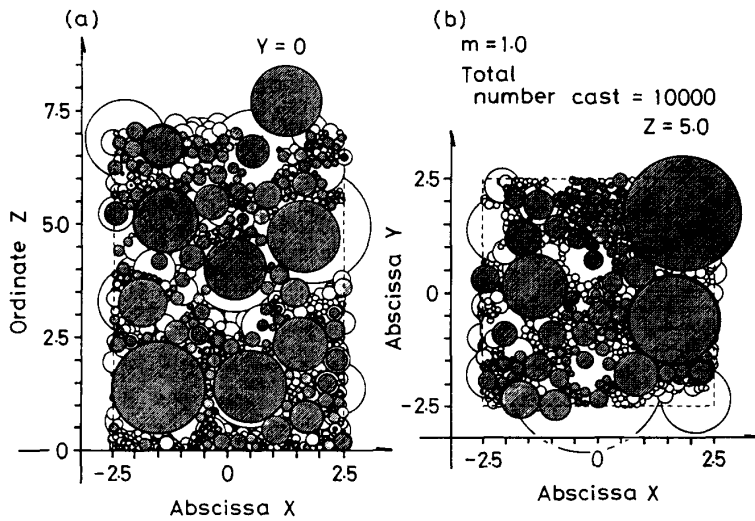 (a)
Y = 0
Ordinate Z
7.5
5.0
2.5
0
-2.5
0
2.5
Abscissa X
(b)
m = 1.0
Total
number cast = 10000
Z = 5.0
Abscissa Y
2.5
0
-2.5
-2.5
0
2.5
Abscissa X